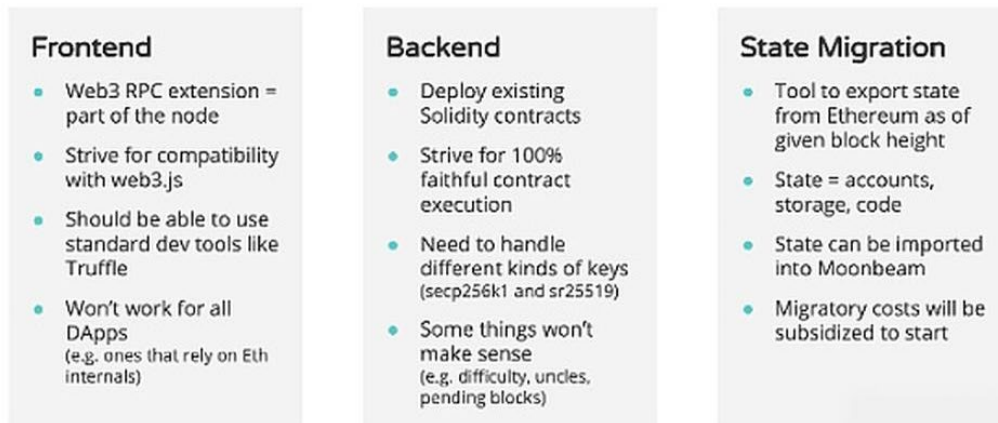 Frontend
Web3 RPC extension =
part of the node
Strive for compatibility
with web3.js
Should be able to use
standard dev tools like
Truffle
Won't work for all
DApps
(e.g. ones that rely on Eth
internals)
Backend
Deploy existing
Solidity contracts
Strive for 100%
faithful contract
execution
Need to handle
different kinds of keys
(secp256k1 and sr25519)
Some things won't
make sense
(e.g. difficulty, uncles,
pending blocks)
State Migration
Tool to export state
from Ethereum as of
given block height
State = accounts,
storage, code
State can be imported
into Moonbeam
Migratory costs will be
subsidized to start